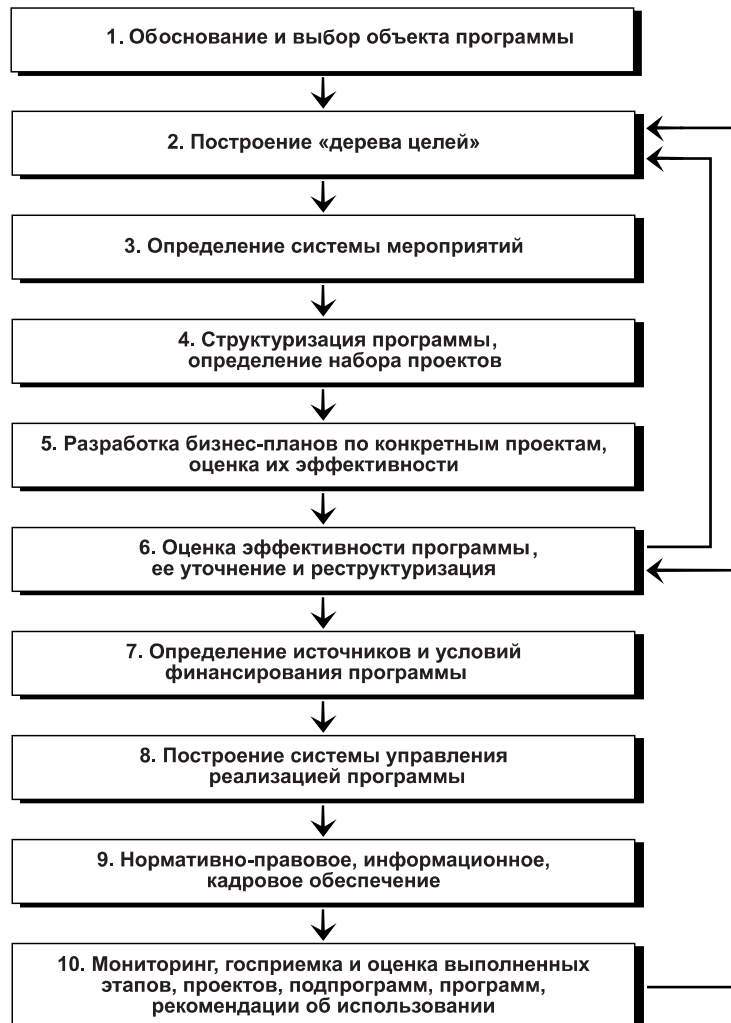 1. Обоснование и выбор объекта программы
2. Построение «дерева целей»
3. Определение системы мероприятий
4. Структуризация программы,
определение набора проектов
5. Разработка бизнес-планов по конкретным проектам,
оценка их эффективности
6. Оценка эффективности программы,
ее уточнение и реструктуризация
7. Определение источников и условий
финансирования программы
8. Построение системы управления
реализацией программы
9. Нормативно-правовое, информационное,
кадровое обеспечение
10. Мониторинг, госприемка и оценка выполненных
этапов, проектов, подпрограмм, программ,
рекомендации об использовании